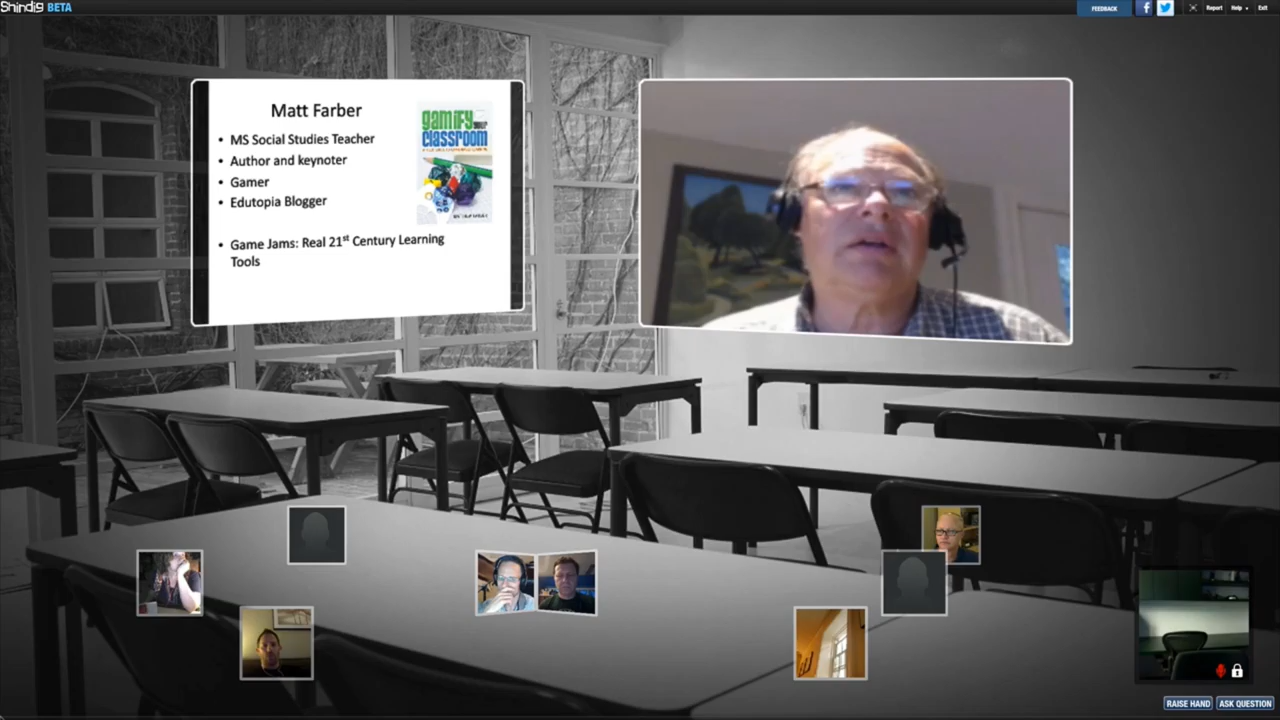 Shindig BETA
FEEDBACK
Report
Help
Exit
Matt Farber
• MS Social Studies Teacher
• Author and keynoter
• Gamer
• Edutopia Blogger
• Game Jams: Real 21st Century Learning
Tools
gamify your
classroom
RAISE HAND
ASK QUESTION